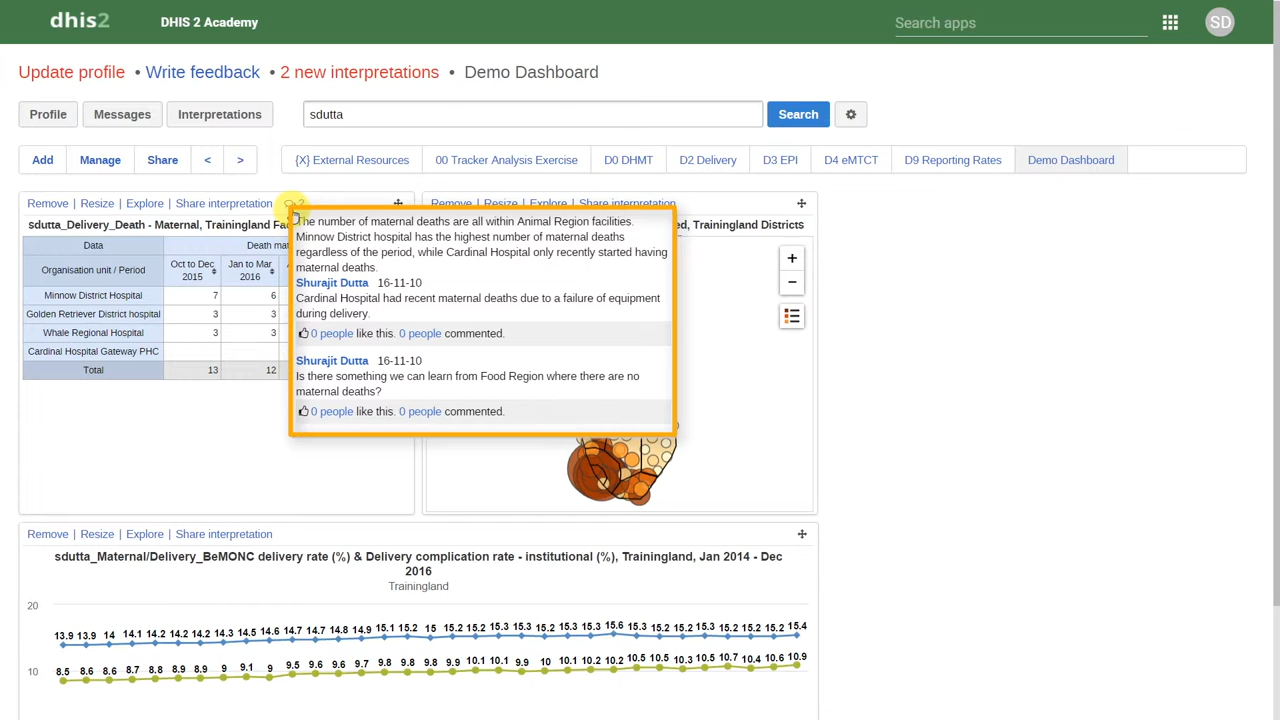 dhis2
DHIS 2 Academy
Search apps
SD
Update profile • Write feedback • 2 new interpretations • Demo Dashboard
Profile
Messages
Interpretations
sdutta
Search
Add
Manage
Share
<
>
{X} External Resources
00 Tracker Analysis Exercise
D0 DHMT
D2 Delivery
D3 EPI
D4 eMTCT
D9 Reporting Rates
Demo Dashboard
Remove | Resize | Explore | Share interpretation 2
sdutta_Delivery_Death - Maternal, Trainingland Fa
Data
Death mat
Organisation unit / Period
Oct to Dec
2015
Jan to Mar
2016
Minnow District Hospital 7 6
Golden Retriever District hospital 3 3
Whale Regional Hospital 3 3
Cardinal Hospital Gateway PHC
Total 13 12
The number of maternal deaths are all within Animal Region facilities.
Minnow District hospital has the highest number of maternal deaths
regardless of the period, while Cardinal Hospital only recently started having
maternal deaths.
Shurajit Dutta 16-11-10
Cardinal Hospital had recent maternal deaths due to a failure of equipment
during delivery.
0 people like this. 0 people commented.
Shurajit Dutta 16-11-10
Is there something we can learn from Food Region where there are no
maternal deaths?
0 people like this. 0 people commented.
Remove | Resize | Explore | Share interpretation
ed, Trainingland Districts
+
−
Remove | Resize | Explore | Share interpretation
sdutta_Maternal/Delivery_BeMONC delivery rate (%) & Delivery complication rate - institutional (%), Trainingland, Jan 2014 - Dec
2016
Trainingland
20
13.9 13.9 14 14.1 14.2 14.2 14.2 14.3 14.5 14.6 14.7 14.7 14.8 14.9 15.1 15.2 15 15.2 15.2 15.3 15.3 15.2 15.3 15.3 15.6 15.3 15.2 15.3 15.2 15.2 15.2 15.2 15.4
10
8.5 8.6 8.6 8.7 8.8 8.9 8.9 9 9.1 9 9.5 9.6 9.6 9.7 9.8 9.8 9.8 9.9 10.1 10.1 9.9 10 10.1 10.2 10.2 10.5 10.5 10.3 10.5 10.7 10.4 10.6 10.9